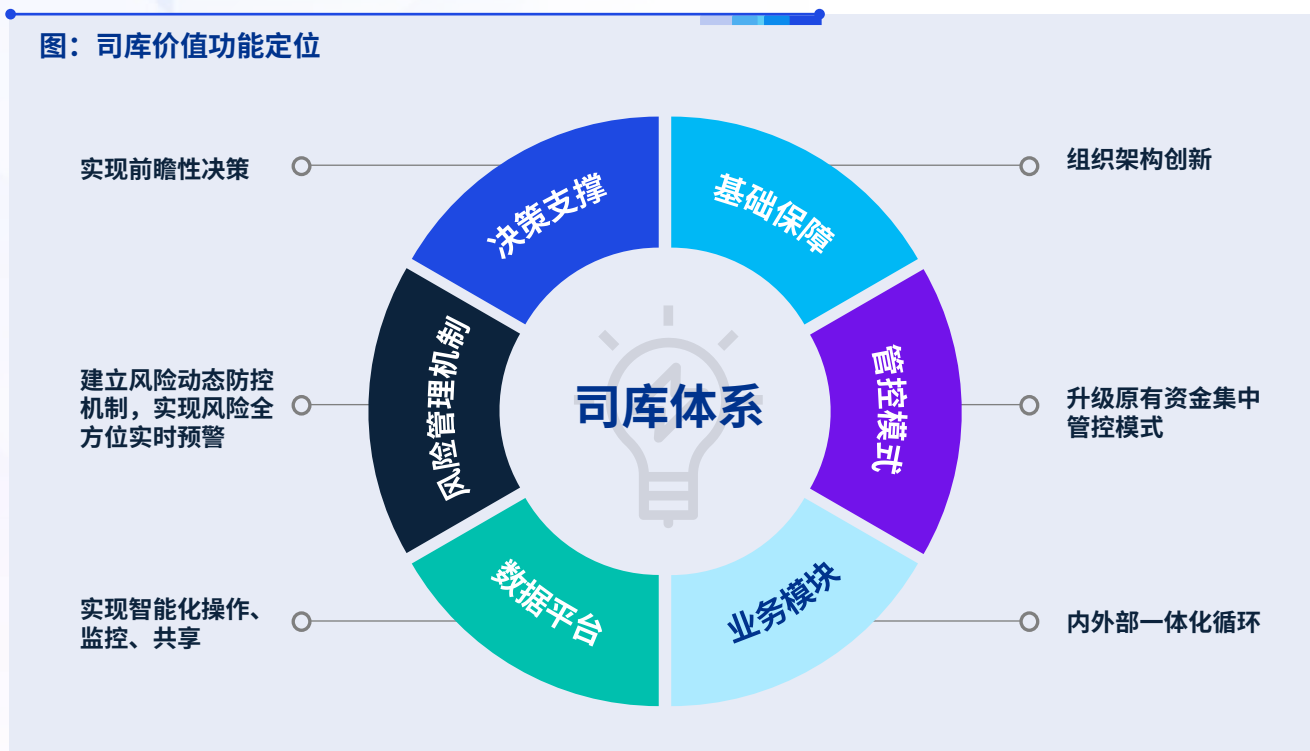 图：司库价值功能定位
实现前瞻性决策
组织架构创新
决策支撑
基础保障
风险管理机制
管控模式
建立风险动态防控
机制，实现风险全
方位实时预警
司库体系
升级原有资金集中
管控模式
数据平台
业务模块
实现智能化操作、
监控、共享
内外部一体化循环